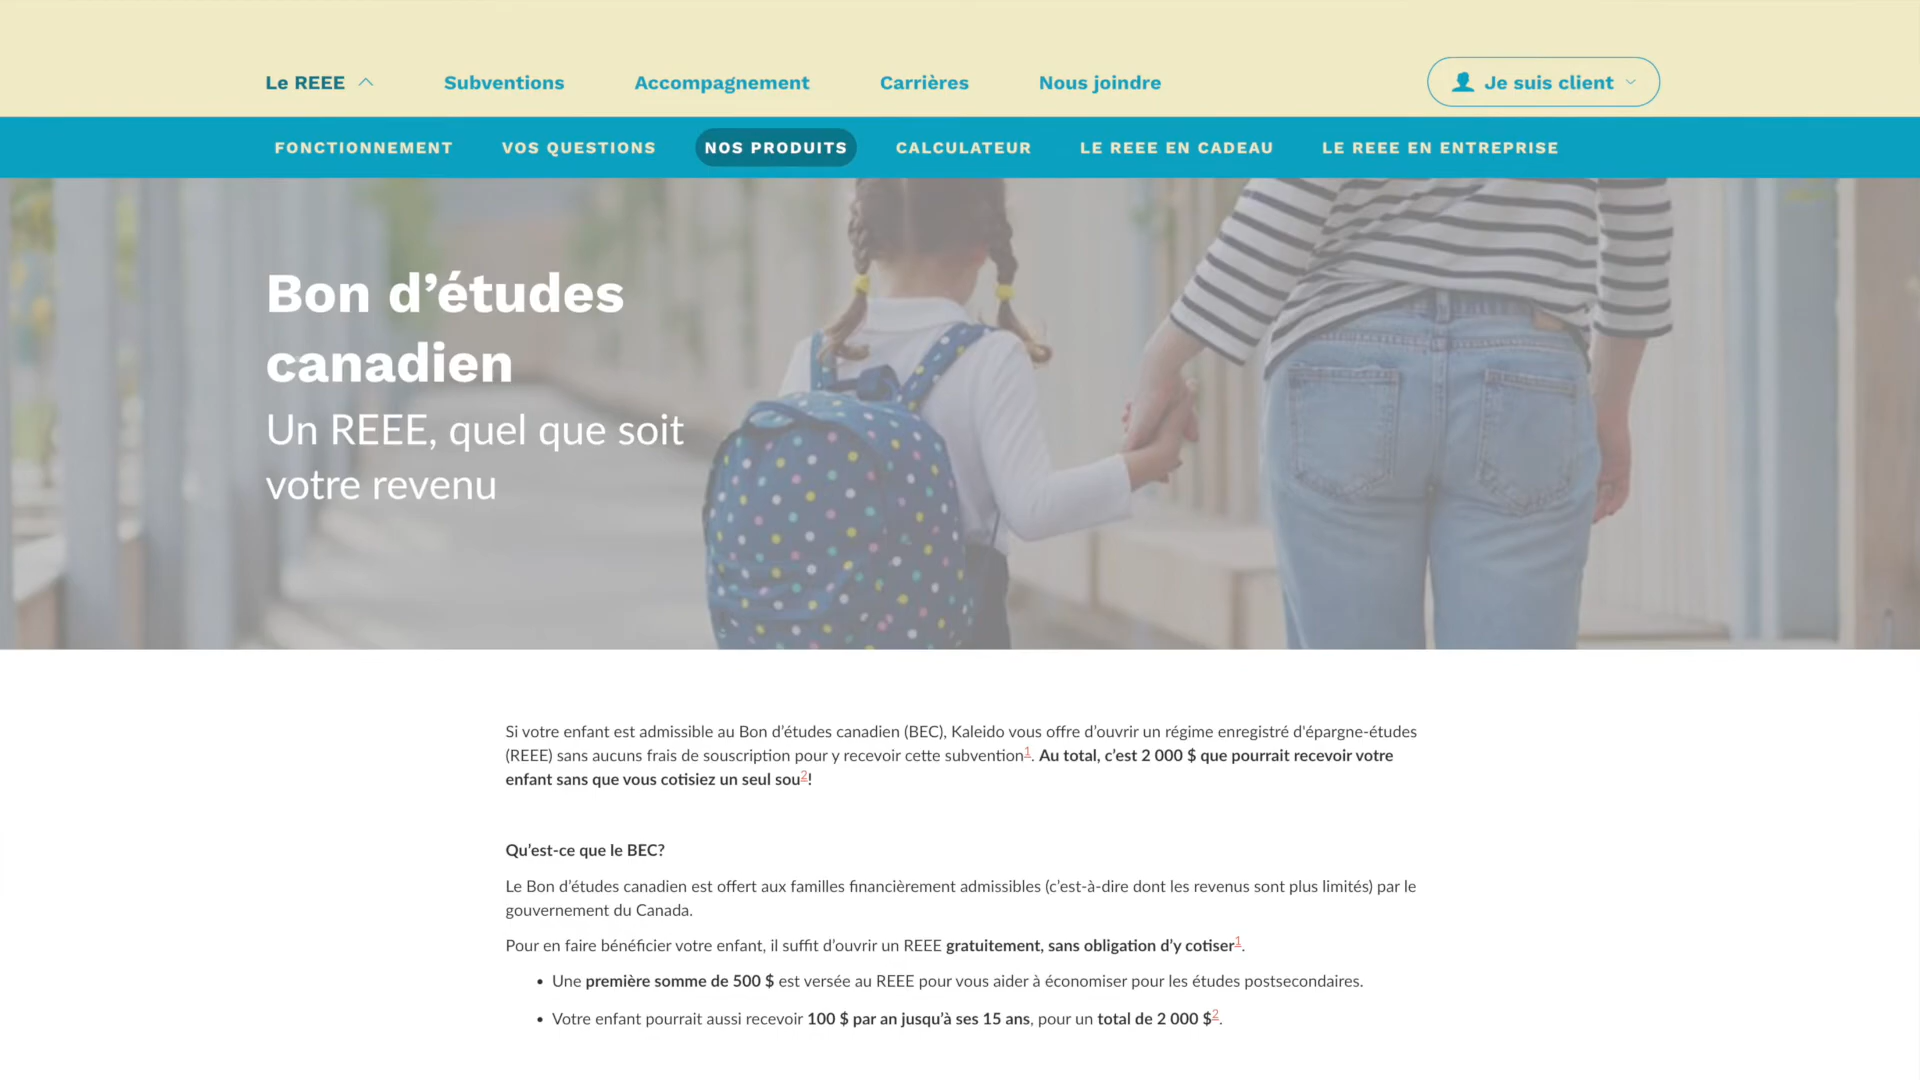 Le REEE Subventions Accompagnement Carrières Nous joindre Je suis client
FONCTIONNEMENT VOS QUESTIONS NOS PRODUITS CALCULATEUR LE REEE EN CADEAU LE REEE EN ENTREPRISE
Bon d’études
canadien
Un REEE, quel que soit
votre revenu
Si votre enfant est admissible au Bon d’études canadien (BEC), Kaleido vous offre d’ouvrir un régime enregistré d'épargne-études
(REEE) sans aucuns frais de souscription pour y recevoir cette subvention1. Au total, c’est 2 000 $ que pourrait recevoir votre
enfant sans que vous cotisiez un seul sou2!
Qu'est-ce que le BEC?
Le Bon d’études canadien est offert aux familles financièrement admissibles (c'est-à-dire dont les revenus sont plus limités) par le
gouvernement du Canada.
Pour en faire bénéficier votre enfant, il suffit d’ouvrir un REEE gratuitement, sans obligation d’y cotiser1.
• Une première somme de 500 $ est versée au REEE pour vous aider à économiser pour les études postsecondaires.
• Votre enfant pourrait aussi recevoir 100 $ par an jusqu’à ses 15 ans, pour un total de 2 000 $2.